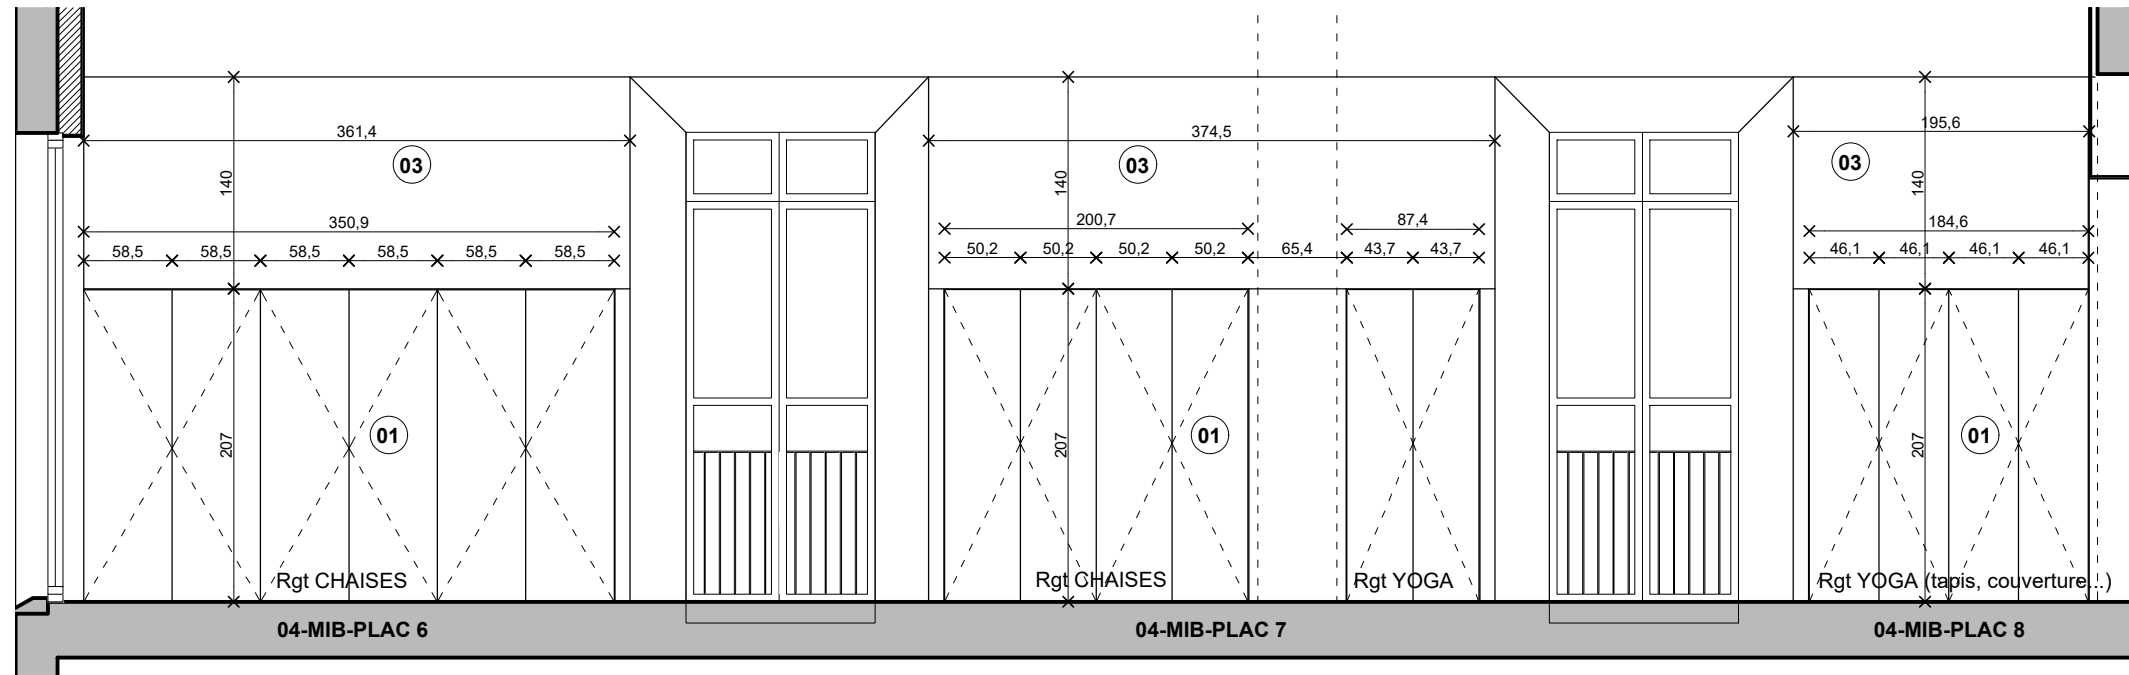 361,4
374,5
195,6
03
03
03
140
140
140
350,9
200,7
87,4
184,6
58,5 58,5 58,5 58,5 58,5 58,5
50,2 50,2 50,2 50,2 65,4 43,7 43,7
46,1 46,1 46,1 46,1
01
01
01
207
207
207
Rgt CHAISES
Rgt CHAISES
Rgt YOGA
Rgt YOGA (tapis, couverture...)
04-MIB-PLAC 6
04-MIB-PLAC 7
04-MIB-PLAC 8